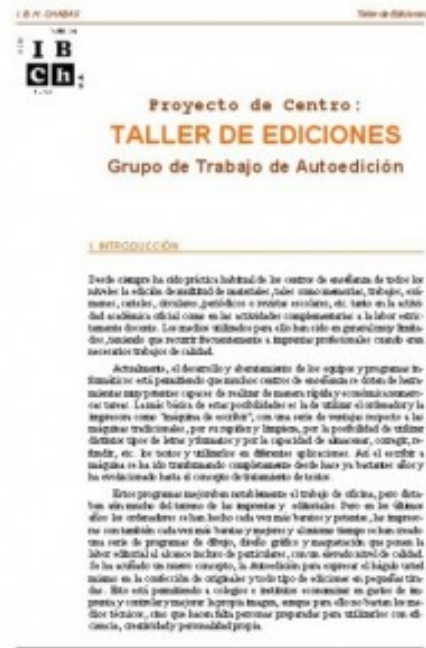 I. B. H. CHABÀS
Taller de Ediciones
I B
Ch
Proyecto de Centro:
TALLER DE EDICIONES
Grupo de Trabajo de Autoedición
I. INTRODUCCIÓN
Desde siempre ha sido práctica habitual de los centros de enseñanza de todos los
niveles la edición de multitud de materiales, tales como memorias, trabajos, exá-
menes, carteles, circulares, periódicos o revistas escolares, etc. tanto en la activi-
dad académica oficial como en las actividades complementarias a la labor estric-
tamente docente. Los medios utilizados para ello han sido en general muy limita-
dos, teniendo que recurrir frecuentemente a imprentas profesionales cuando eran
necesarios trabajos de calidad.
Actualmente, el desarrollo y abaratamiento de los equipos y programas in-
formáticos está permitiendo que muchos centros de enseñanza se doten de herra-
mientas muy potentes capaces de realizar de manera rápida y económica numero-
sas tareas. La más básica de estas posibilidades es la de utilizar el ordenador y la
impresora como "máquina de escribir", con una serie de ventajas respecto a las
máquinas tradicionales, por su rapidez y limpieza, por la posibilidad de utilizar
distintos tipos de letra y formatos y por la capacidad de almacenar, corregir, re-
fundir, etc. los textos y utilizarlos en diferentes aplicaciones. Así el escribir a
máquina se ha ido transformando completamente desde hace ya bastantes años y
ha evolucionado hasta el concepto de tratamiento de textos.
Estos programas mejoraban notablemente el trabajo de oficina, pero dista-
ban aún mucho del terreno de las imprentas y editoriales. Pero en los últimos
años los ordenadores se han hecho cada vez más baratos y potentes, las impreso-
ras son también cada vez más baratas y mejores y al mismo tiempo se han creado
una serie de programas de dibujo, diseño gráfico y maquetación que ponen la
labor editorial al alcance incluso de particulares, con un elevado nivel de calidad.
Se ha acuñado un nuevo concepto, la Autoedición para expresar el
en la confección de originales y todo tipo de ediciones en pequeñas tira-
das. Esto está permitiendo a colegios e institutos economizar en gastos de im-
prenta y controlar y mejorar la propia imagen, aunque para ello no bastan los me-
dios técnicos, sino que hacen falta personas preparadas para utilizarlos con efi-
ciencia, creatividad y personalidad propia.